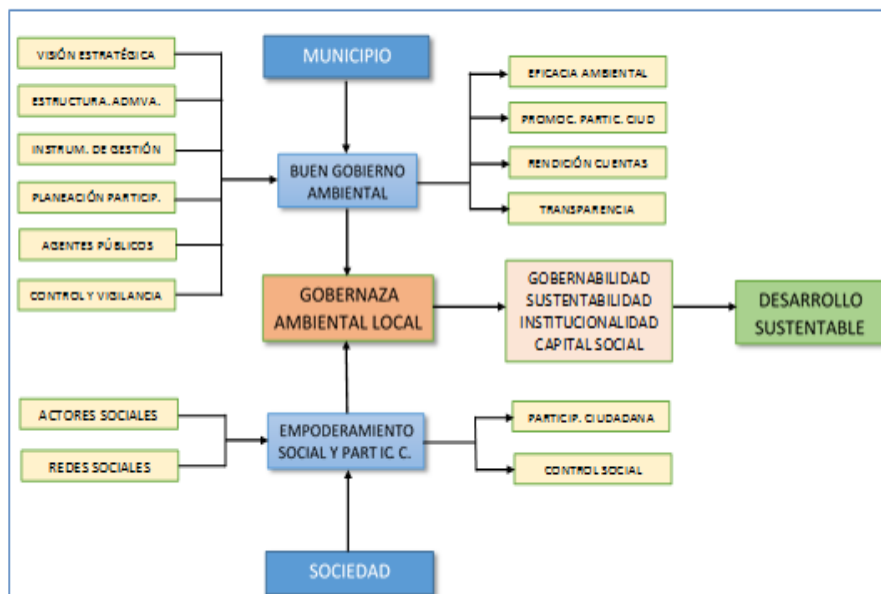 VISIÓN ESTRATÉGICA
ESTRUCTURA. ADMVA.
INSTRUM. DE GESTIÓN
PLANEACIÓN PARTICIP.
AGENTES PÚBLICOS
CONTROL Y VIGILANCIA
MUNICIPIO
BUEN GOBIERNO
AMBIENTAL
EFICACIA AMBIENTAL
PROMOC. PARTIC. CIUD
RENDICIÓN CUENTAS
TRANSPARENCIA
GOBERNAZA
AMBIENTAL LOCAL
GOBERNABILIDAD
SUSTENTABILIDAD
INSTITUCIONALIDAD
CAPITAL SOCIAL
DESARROLLO
SUSTENTABLE
ACTORES SOCIALES
REDES SOCIALES
EMPODERAMIENTO
SOCIAL Y PART IC C.
PARTICIP. CIUDADANA
CONTROL SOCIAL
SOCIEDAD